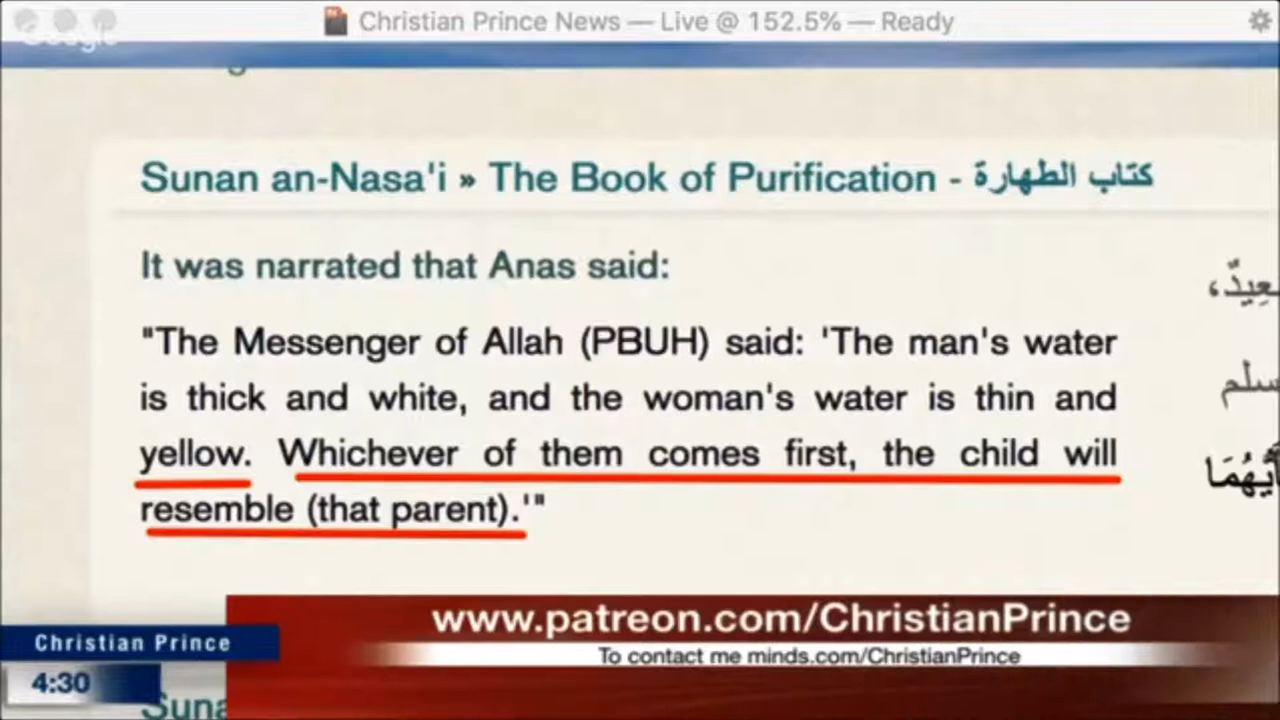 Christian Prince News — Live @ 152.5% — Ready
Google
Sunan an-Nasa'i » The Book of Purification - كتاب الطهارة
It was narrated that Anas said:
"The Messenger of Allah (PBUH) said: 'The man's water
is thick and white, and the woman's water is thin and
yellow. Whichever of them comes first, the child will
resemble (that parent).'"
أَيُّهُمَا
www.patreon.com/ChristianPrince
Christian Prince
To contact me minds.com/ChristianPrince
4:30